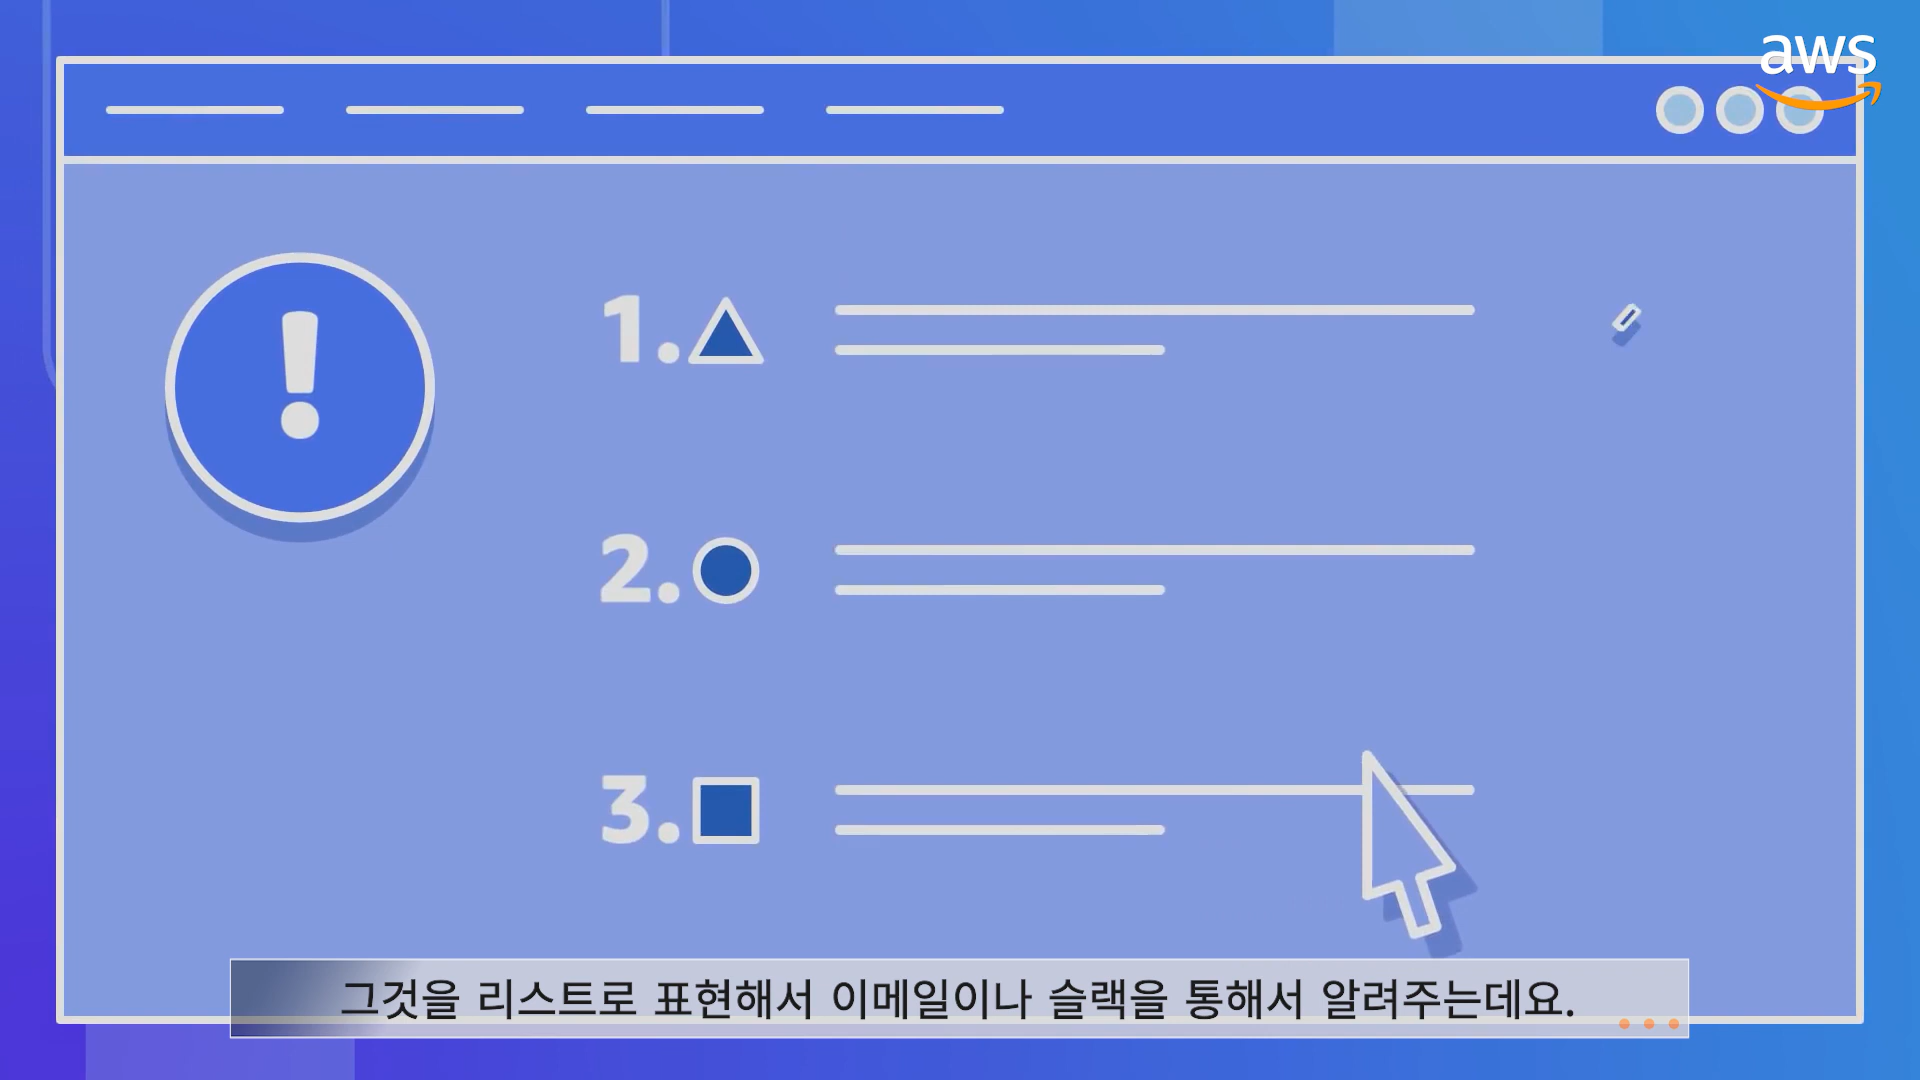 aws
!
1.
2.
3.
그것을 리스트로 표현해서 이메일이나 슬랙을 통해서 알려주는데요.